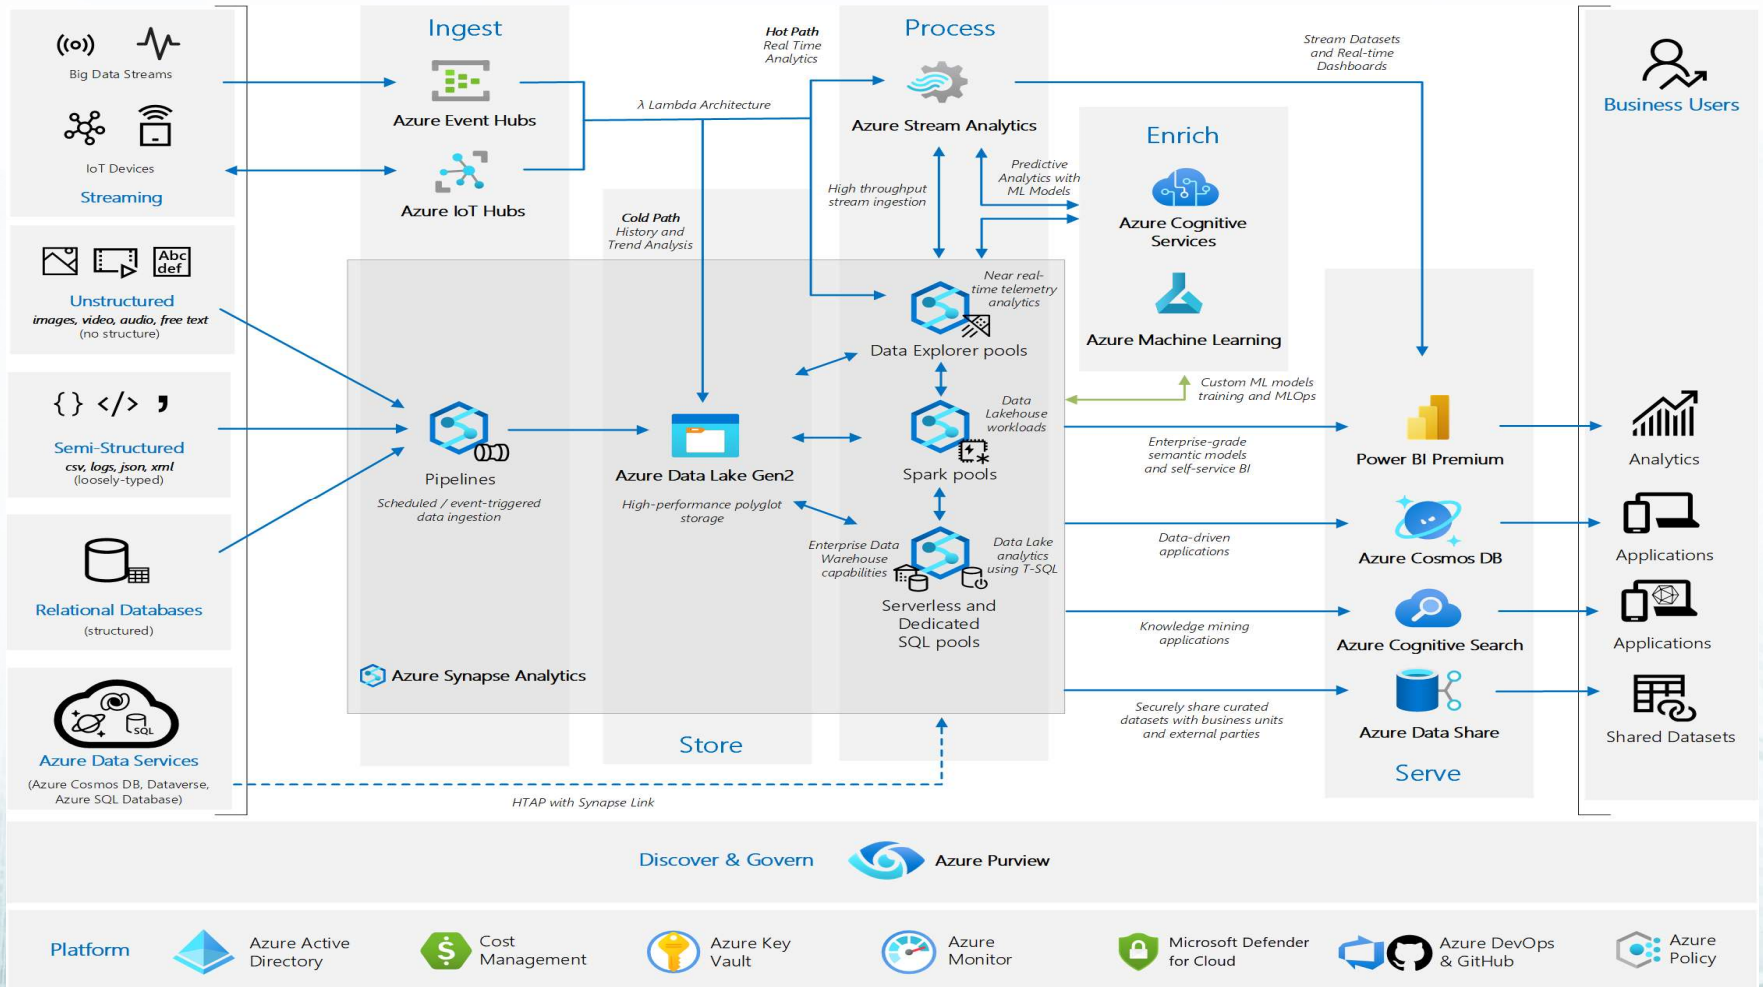 Ingest
Process
Hot Path
Real Time
Analytics
Stream Datasets
and Real-time
Dashboards
Big Data Streams
IoT Devices
Streaming
Azure Event Hubs
Azure IoT Hubs
λ Lambda Architecture
Azure Stream Analytics
Business Users
Enrich
Predictive
Analytics with
ML Models
High throughput
stream ingestion
Azure Cognitive
Services
Azure Machine Learning
Cold Path
History and
Trend Analysis
Abc
def
Unstructured
images, video, audio, free text
(no structure)
Near real-
time telemetry
analytics
Data Explorer pools
Custom ML models
training and MLOps
{ } </> ,
Semi-Structured
csv, logs, json, xml
(loosely-typed)
Pipelines
Scheduled / event-triggered
data ingestion
Azure Data Lake Gen2
High-performance polyglot
storage
Data
Lakehouse
workloads
Spark pools
Enterprise-grade
semantic models
and self-service BI
Power BI Premium
Analytics
Enterprise Data
Warehouse
capabilities
Data Lake
analytics
using T-SQL
Data-driven
applications
Azure Cosmos DB
Applications
Relational Databases
(structured)
Serverless and
Dedicated
SQL pools
Knowledge mining
applications
Azure Cognitive Search
Applications
Azure Synapse Analytics
SQL
Azure Data Services
(Azure Cosmos DB, Dataverse,
Azure SQL Database)
Store
Securely share curated
datasets with business units
and external parties
Azure Data Share
Shared Datasets
Serve
HTAP with Synapse Link
Discover & Govern
Azure Purview
Platform
Azure Active
Directory
$
Cost
Management
Azure Key
Vault
Azure
Monitor
Microsoft Defender
for Cloud
Azure DevOps
& GitHub
Azure
Policy